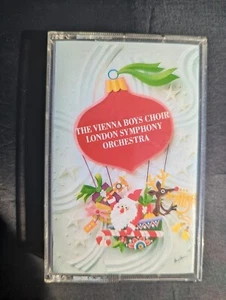 THE VIENNA BOYS CHOIR
LONDON SYMPHONY
ORCHESTRA